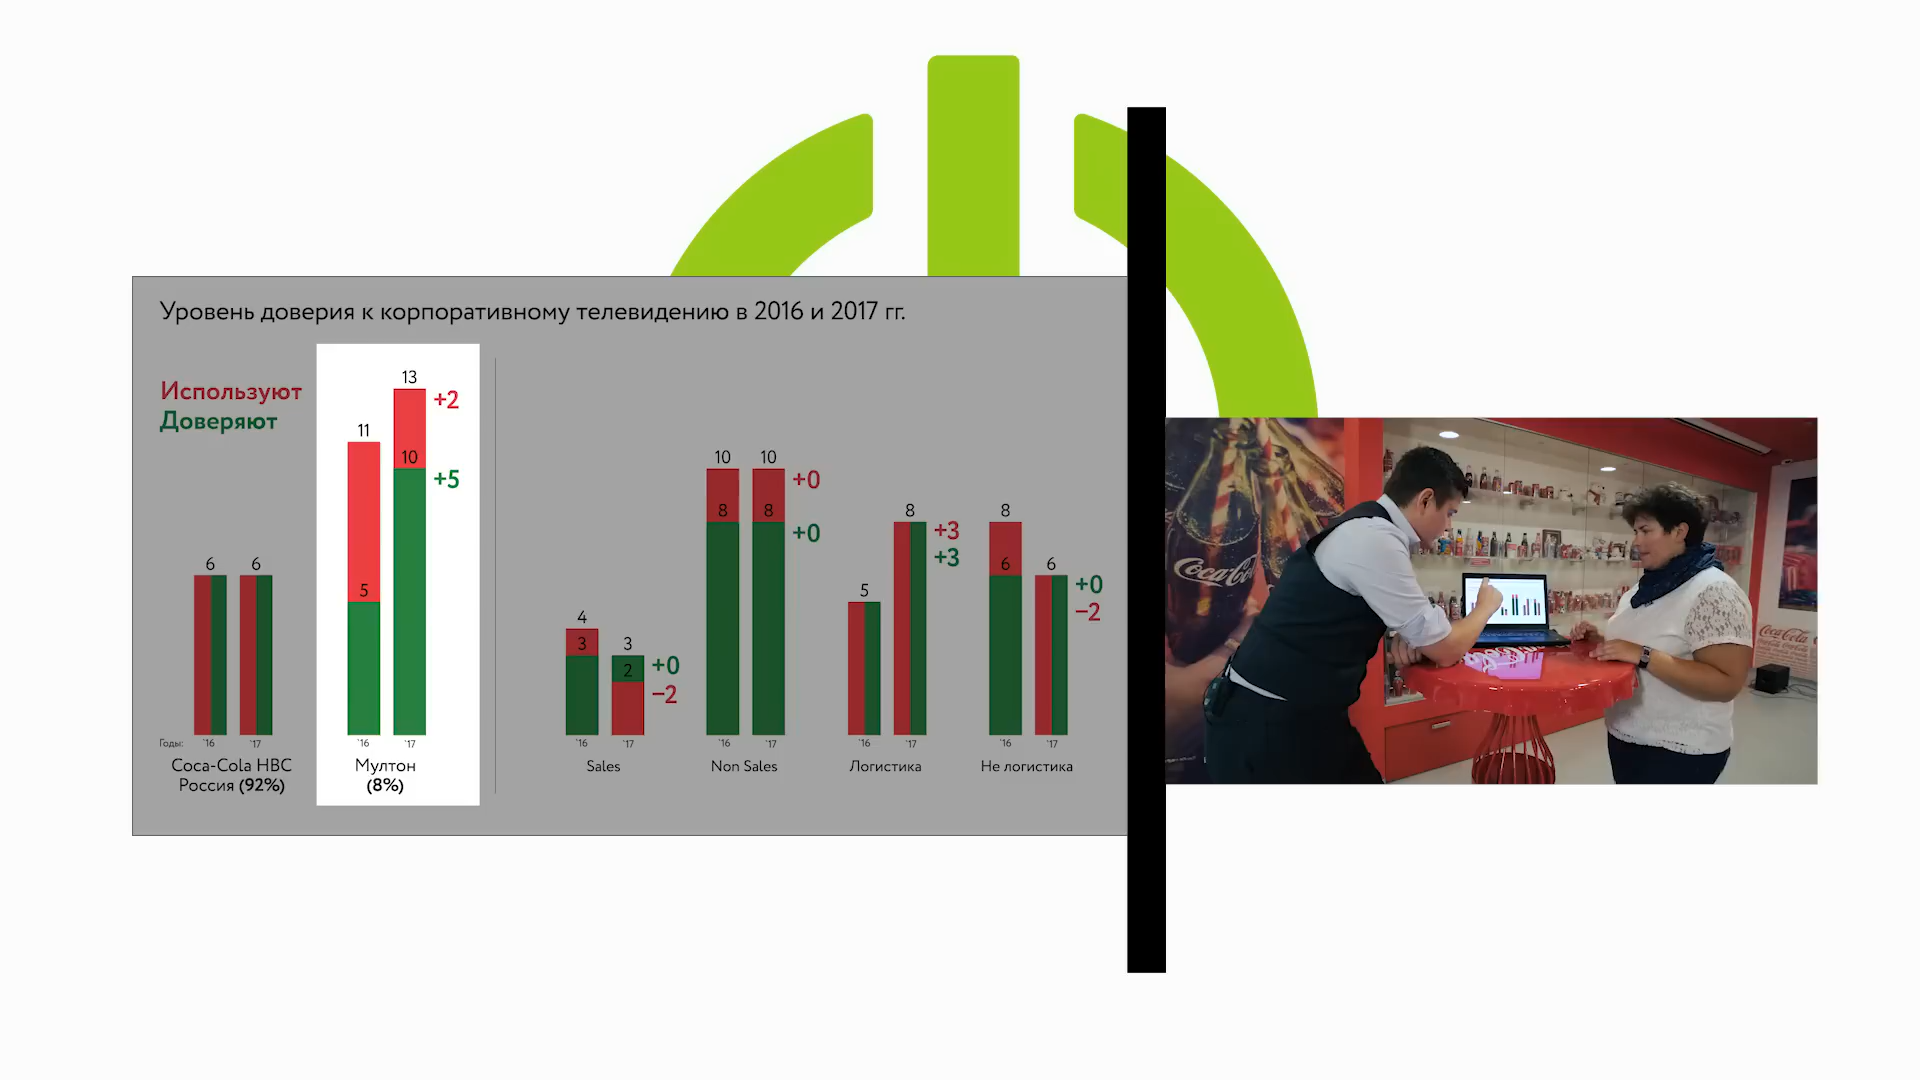 Уровень доверия к корпоративному телевидению в 2016 и 2017 гг.
Используют
Доверяют
13
+2
11
10
+5
5
6 6
4
3
3
2
+0
−2
10 10
8 8
+0
+0
8
5
+3
+3
8
6
6
+0
−2
Годы: '16 '17 '16 '17 '16 '17 '16 '17 '16 '17 '16 '17
Coca-Cola HBC
Россия (92%)
Мултон
(8%)
Sales
Non Sales
Логистика
Не логистика
Coca-Co
Coca-Cola